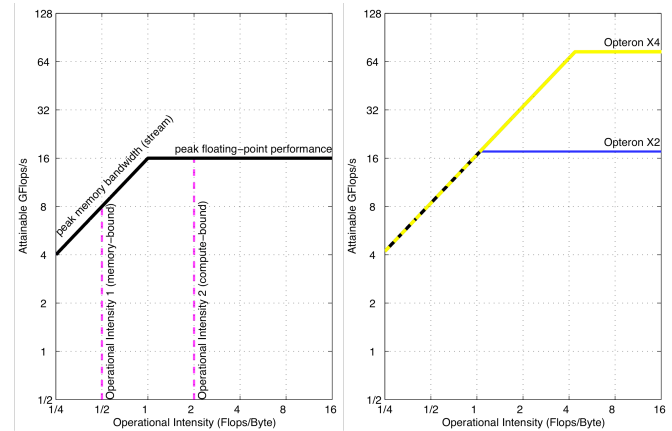 128
64
32
16
8
4
2
1
1/2
Attainable GFlops/s
peak memory bandwidth (stream)
peak floating−point performance
Operational Intensity 1 (memory−bound)
Operational Intensity 2 (compute−bound)
1/4 1/2 1 2 4 8 16
Operational Intensity (Flops/Byte)
128
64
32
16
8
4
2
1
1/2
Attainable GFlops/s
Opteron X4
Opteron X2
1/4 1/2 1 2 4 8 16
Operational Intensity (Flops/Byte)